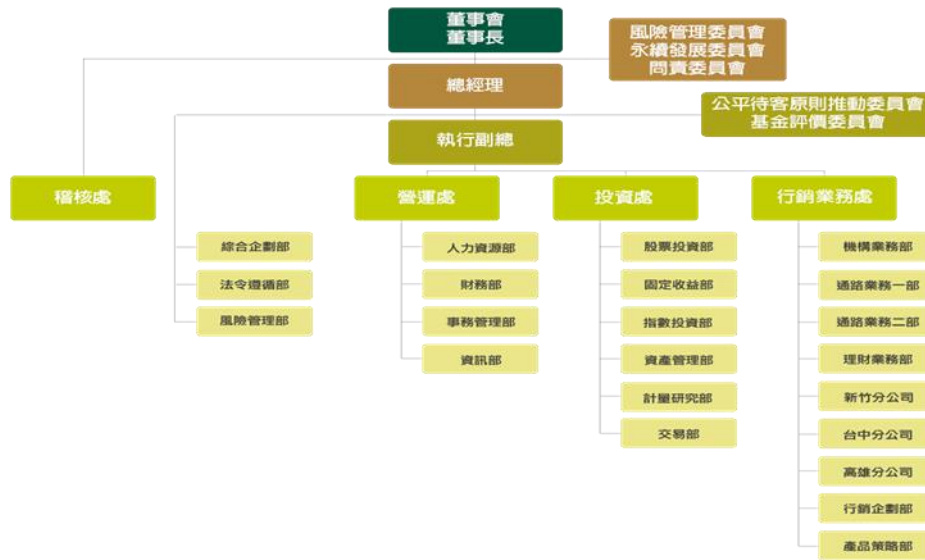 董事會
董事長
風險管理委員會
永續發展委員會
問責委員會
總經理
公平待客原則推動委員會
基金評價委員會
執行副總
稽核處
營運處
投資處
行銷業務處
綜合企劃部
法令遵循部
風險管理部
人力資源部
財務部
事務管理部
資訊部
股票投資部
固定收益部
指數投資部
資產管理部
計量研究部
交易部
機構業務部
通路業務一部
通路業務二部
理財業務部
新竹分公司
台中分公司
高雄分公司
行銷企劃部
產品策略部